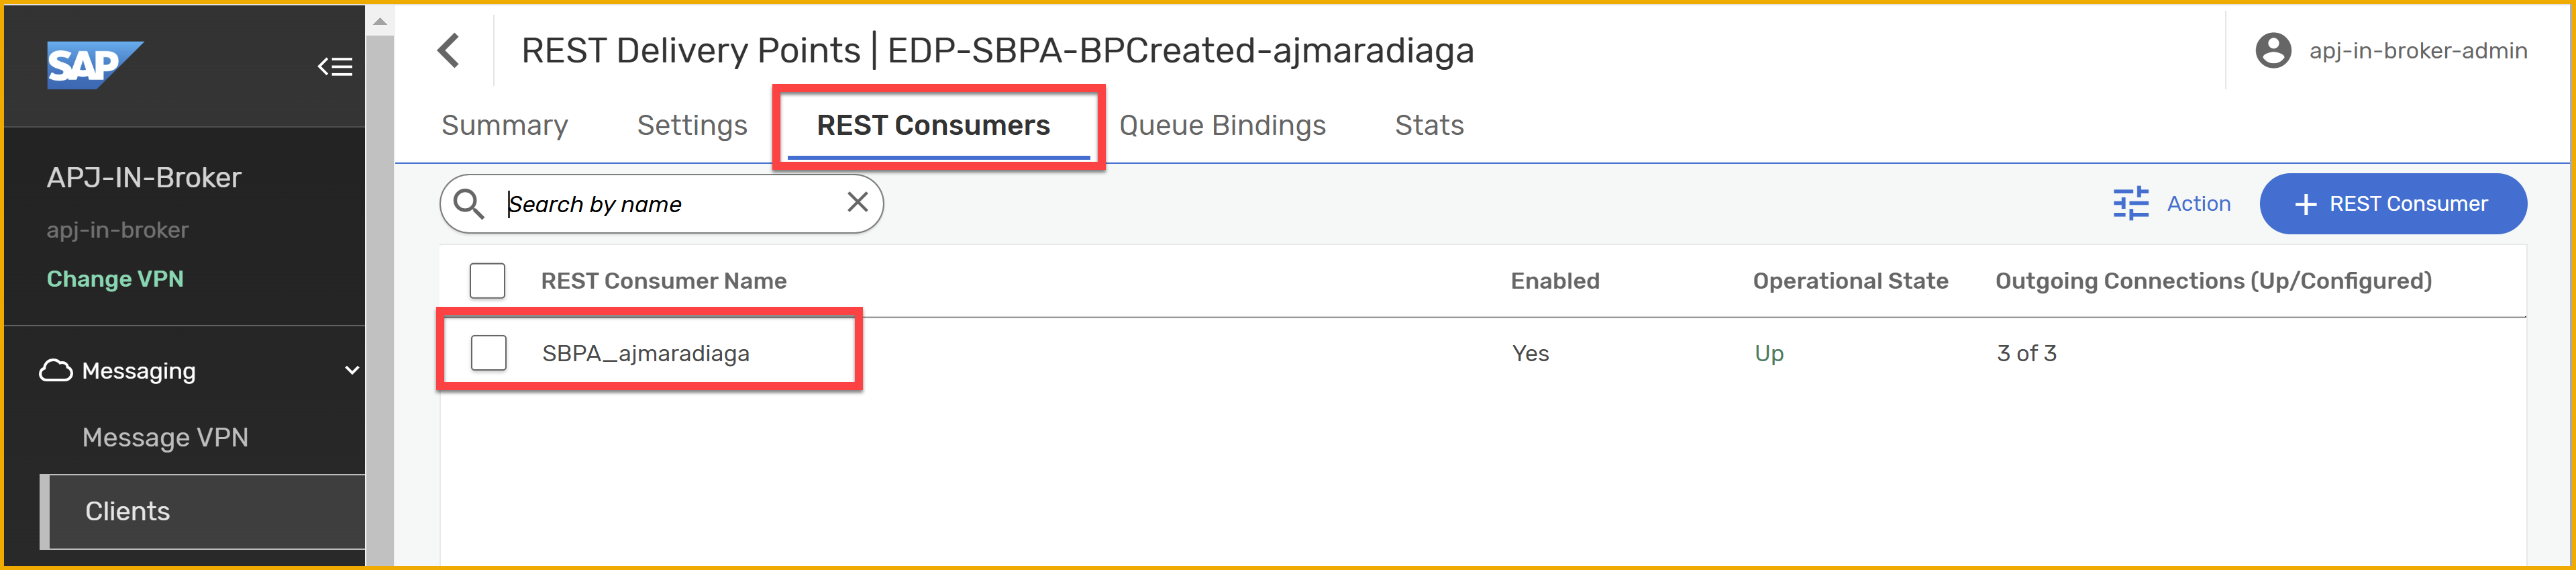 SAP
REST Delivery Points | EDP-SBPA-BPCreated-ajmaradiaga
apj-in-broker-admin
Summary
Settings
REST Consumers
Queue Bindings
Stats
APJ-IN-Broker
apj-in-broker
Change VPN
Search by name
Action
REST Consumer
REST Consumer Name
Enabled
Operational State
Outgoing Connections (Up/Configured)
SBPA_ajmaradiaga
Yes
Up
3 of 3
Messaging
Message VPN
Clients